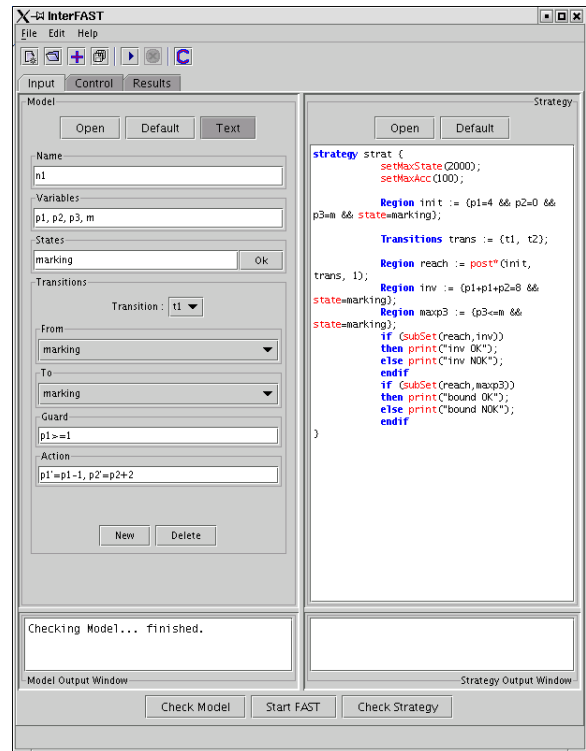 InterFAST
File Edit Help
Input Control Results
Model
Open Default Text
Name
n1
Variables
p1, p2, p3, m
States
marking Ok
Transitions
Transition : t1
From
marking
To
marking
Guard
p1>=1
Action
p1'=p1-1, p2'=p2+2
New Delete
Strategy
Open Default
strategy strat {
setMaxState(2000);
setMaxAcc(100);
Region init := {p1=4 && p2=0 &&
p3=m && state=marking};
Transitions trans := {t1, t2};
Region reach := post*(init,
trans, 1);
Region inv := {p1+p1+p2=8 &&
state=marking};
Region maxp3 := {p3<=m &&
state=marking};
if (subSet(reach,inv))
then print("inv OK");
else print("inv NOK");
endif
if (subSet(reach,maxp3))
then print("bound OK");
else print("bound NOK");
endif
}
Checking Model... finished.
Model Output Window
Strategy Output Window
Check Model Start FAST Check Strategy